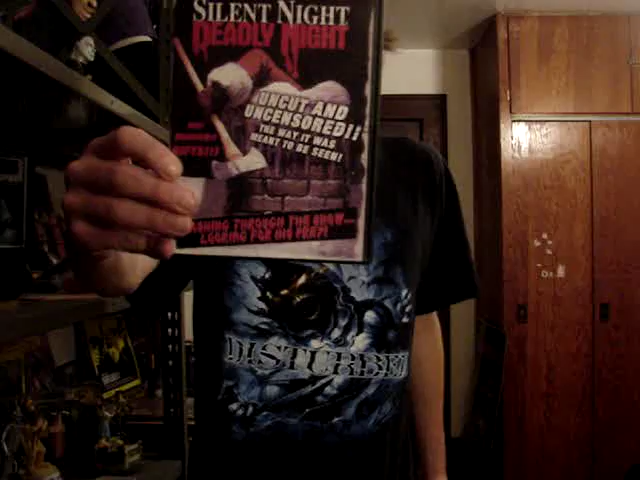 SILENT NIGHT
DEADLY NIGHT
UNCUT AND
UNCENSORED!!
THE WAY IT WAS
MEANT TO BE SEEN!
THROUGH THE SNOW...
LOOKING FOR HIS PREY!
DISTURBED